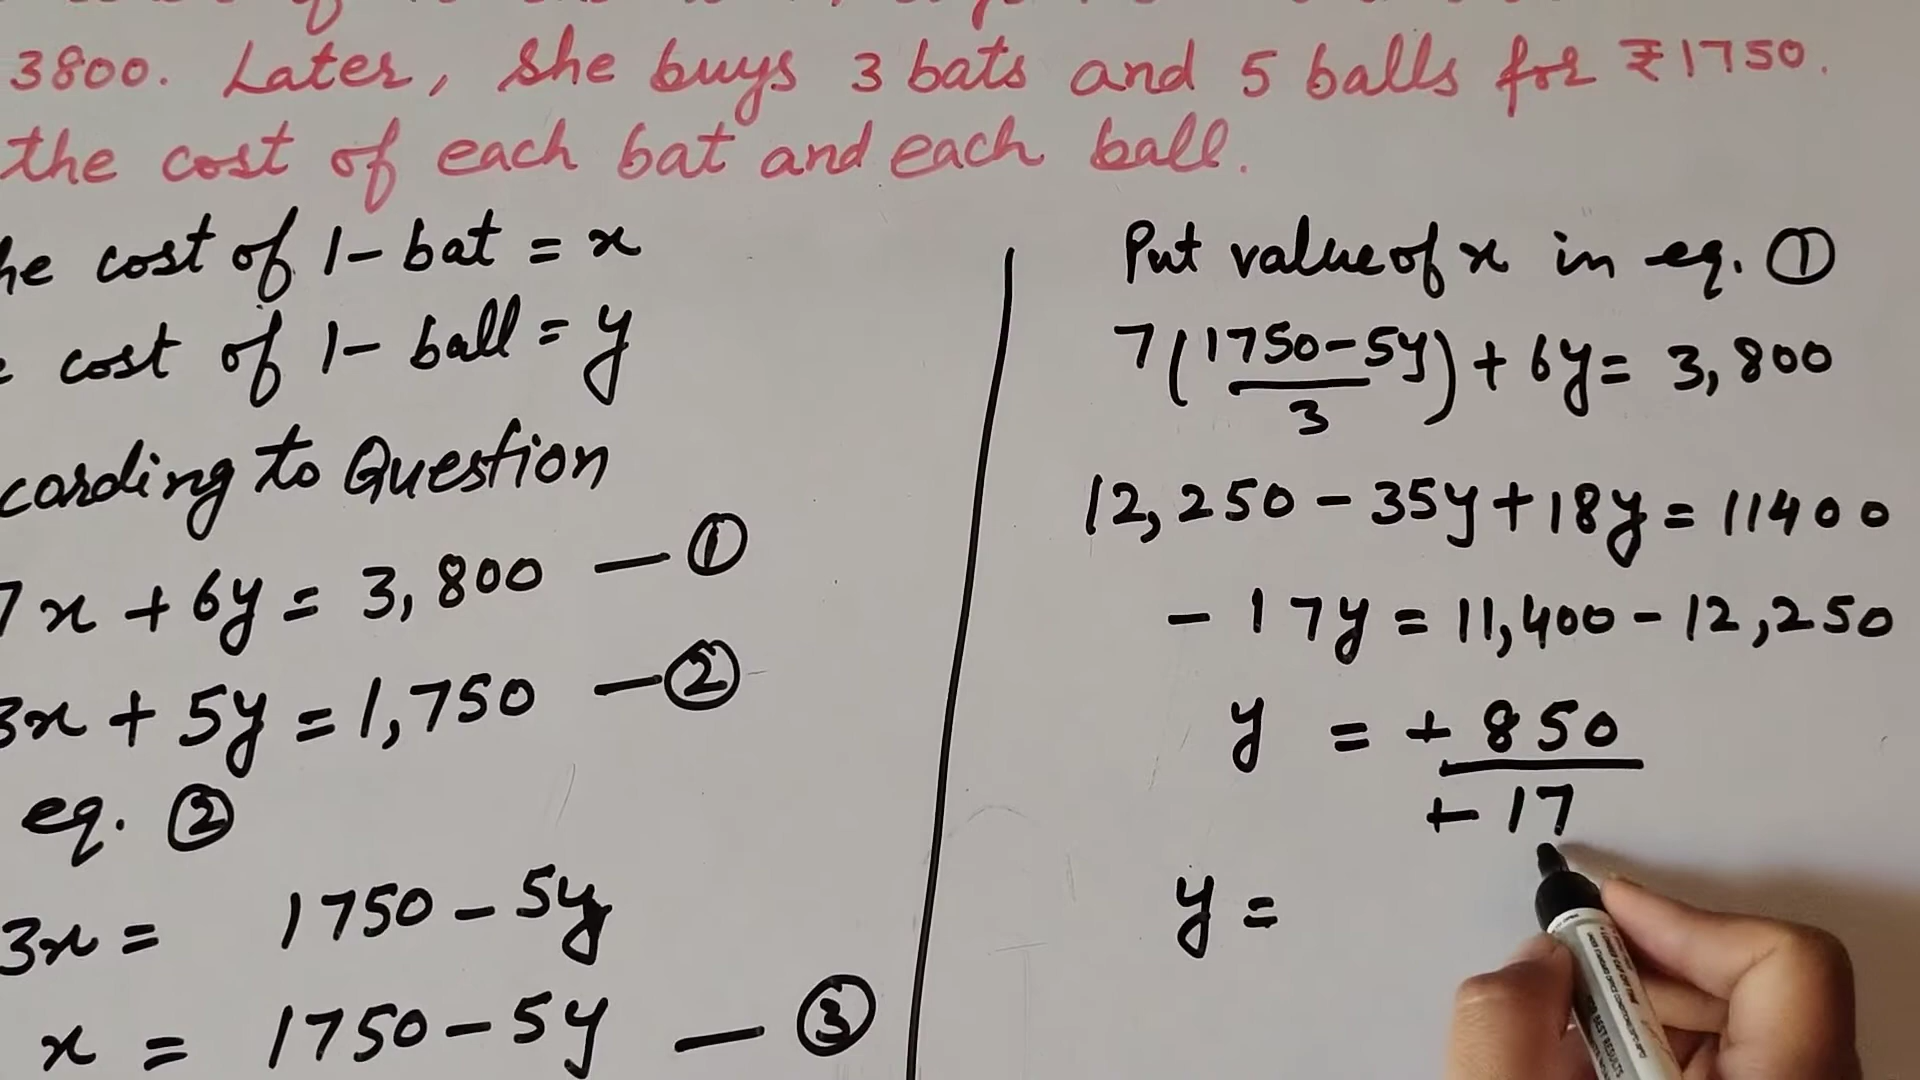 3800. Later, she buys 3 bats and 5 balls for ₹1750.
the cost of each bat and each ball.
cost of 1-bat = x
cost of 1-ball = y
to Question
7x + 6y = 3,800 — ①
3x + 5y = 1,750 — ②
eq. ②
3x = 1750 - 5y
x = 1750 - 5y — ③
Put value of x in eq. ①
7(1750-5y) + 6y = 3,800
3
12,250 - 35y + 18y = 11400
- 17y = 11,400 - 12,250
y = + 850
+ 17
y =